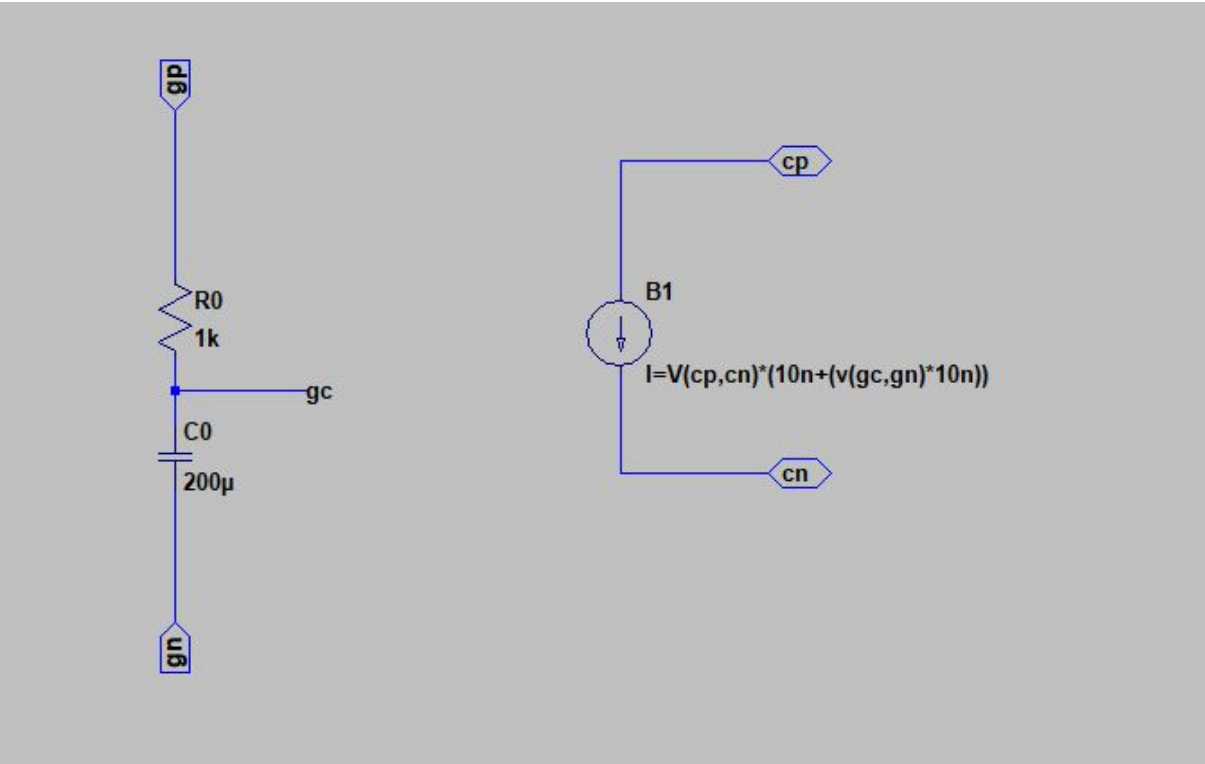 gp
R0
1k
gc
C0
200µ
gn
cp
B1
I=V(cp,cn)*(10n+(v(gc,gn)*10n))
cn